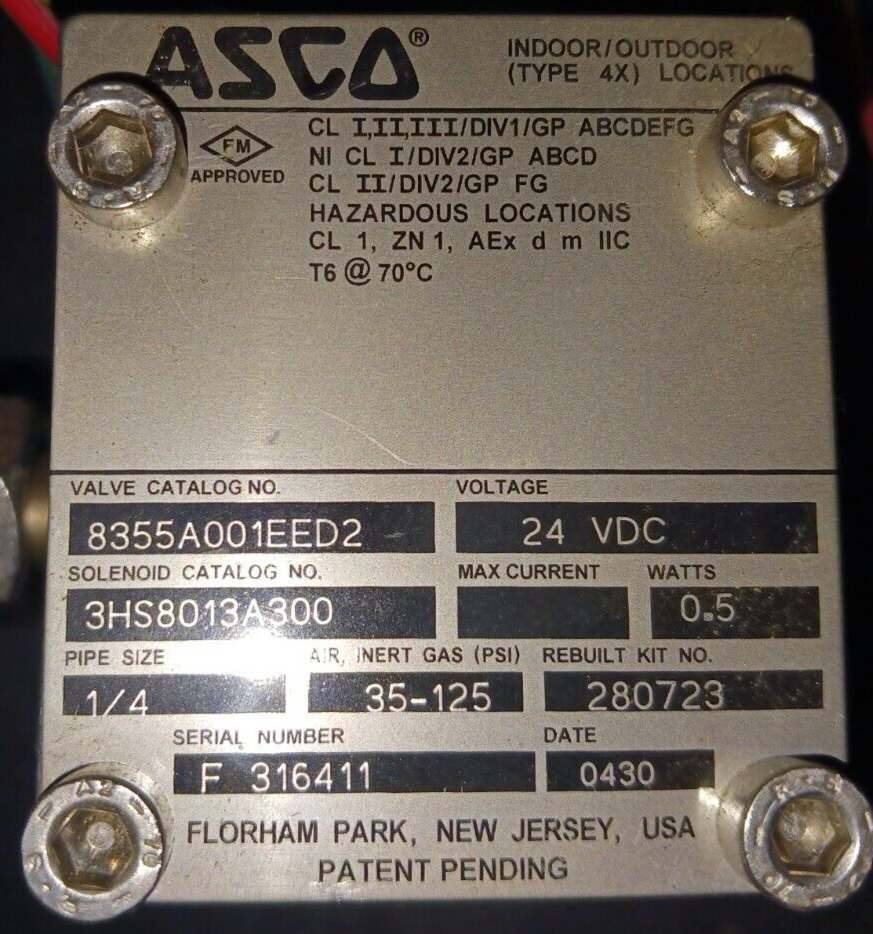 ASCA®
INDOOR/OUTDOOR
(TYPE 4X) LOCATIONS
FM
APPROVED
CL I,II,III/DIV1/GP ABCDEFG
NI CL I/DIV2/GP ABCD
CL II/DIV2/GP FG
HAZARDOUS LOCATIONS
CL 1, ZN 1, AEx d m IIC
T6 @ 70°C
VALVE CATALOG NO. VOLTAGE
8355A001EED2 24 VDC
SOLENOID CATALOG NO. MAX CURRENT WATTS
3HS8013A300 0.5
PIPE SIZE AIR, INERT GAS (PSI) REBUILT KIT NO.
1/4 35-125 280723
SERIAL NUMBER DATE
F 316411 0430
FLORHAM PARK, NEW JERSEY, USA
PATENT PENDING